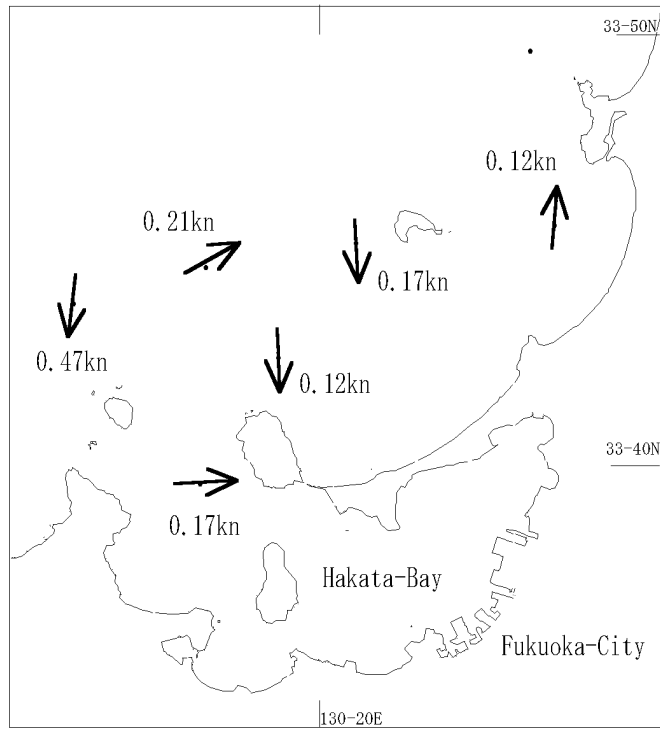 33-50N
0.12kn
0.21kn
0.17kn
0.47kn
0.12kn
33-40N
0.17kn
Hakata-Bay
Fukuoka-City
130-20E